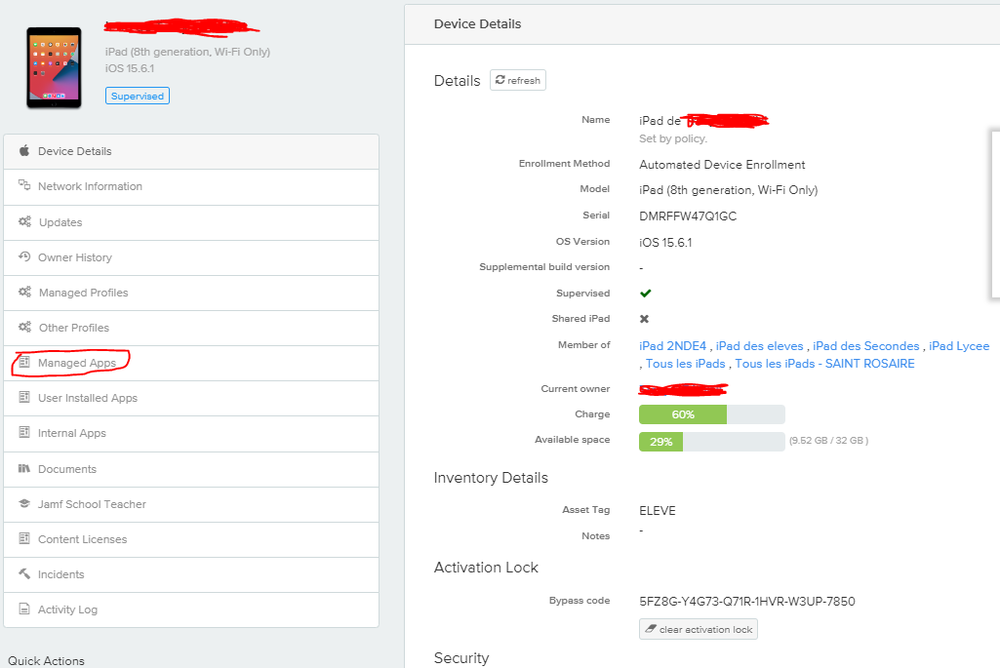 iPad (8th generation, Wi-Fi Only)
iOS 15.6.1
Supervised
Device Details
Network Information
Updates
Owner History
Managed Profiles
Other Profiles
Managed Apps
User Installed Apps
Internal Apps
Documents
Jamf School Teacher
Content Licenses
Incidents
Activity Log
Quick Actions
Device Details
Details refresh
Name iPad de
Set by policy.
Enrollment Method Automated Device Enrollment
Model iPad (8th generation, Wi-Fi Only)
Serial DMRFFW47Q1GC
OS Version iOS 15.6.1
Supplemental build version -
Supervised
Shared iPad
Member of iPad 2NDE4 , iPad des eleves , iPad des Secondes , iPad Lycee
, Tous les iPads , Tous les iPads - SAINT ROSAIRE
Current owner
Charge 60%
Available space 29% (9.52 GB / 32 GB )
Inventory Details
Asset Tag ELEVE
Notes -
Activation Lock
Bypass code 5FZ8G-Y4G73-Q71R-1HVR-W3UP-7850
clear activation lock
Security